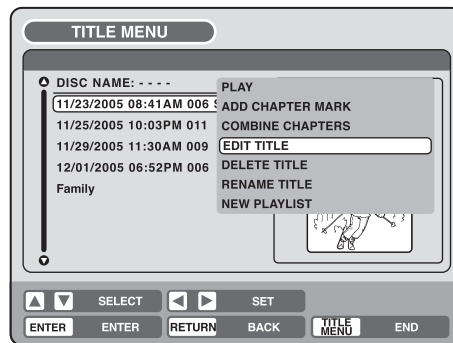 TITLE MENU
DISC NAME: - - - -
11/23/2005 08:41AM 006 S
11/25/2005 10:03PM 011
11/29/2005 11:30AM 009
12/01/2005 06:52PM 006
Family
PLAY
ADD CHAPTER MARK
COMBINE CHAPTERS
EDIT TITLE
DELETE TITLE
RENAME TITLE
NEW PLAYLIST
SELECT SET
ENTER ENTER RETURN BACK TITLE MENU END